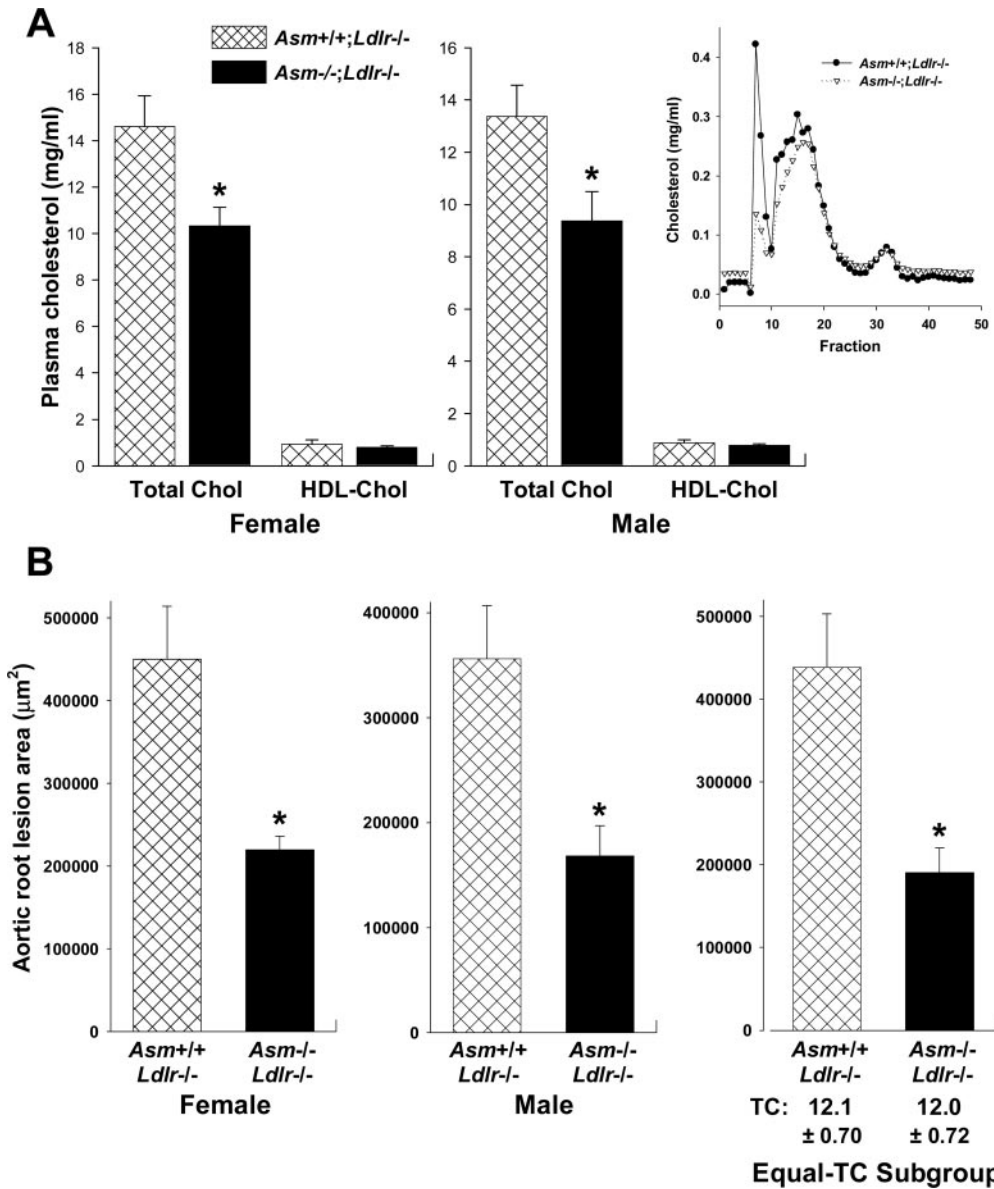 A
Asm+/+;Ldlr-/-
Asm-/-;Ldlr-/-
Plasma cholesterol (mg/ml)
18
16
14
12
10
8
6
4
2
0
Total Chol
HDL-Chol
Female
16
14
12
10
8
6
4
2
0
Total Chol
HDL-Chol
Male
Cholesterol (mg/ml)
0.4
0.3
0.2
0.1
0.0
Asm+/+;Ldlr-/-
Asm-/-;Ldlr-/-
0
10
20
30
40
50
Fraction
*
*
B
Aortic root lesion area (µm²)
500000
400000
300000
200000
100000
0
*
Asm+/+
Ldlr-/-
Asm-/-
Ldlr-/-
Female
400000
300000
200000
100000
0
*
Asm+/+
Ldlr-/-
Asm-/-
Ldlr-/-
Male
500000
400000
300000
200000
100000
0
*
Asm+/+
Ldlr-/-
Asm-/-
Ldlr-/-
TC: 12.1 12.0
± 0.70 ± 0.72
Equal-TC Subgroup